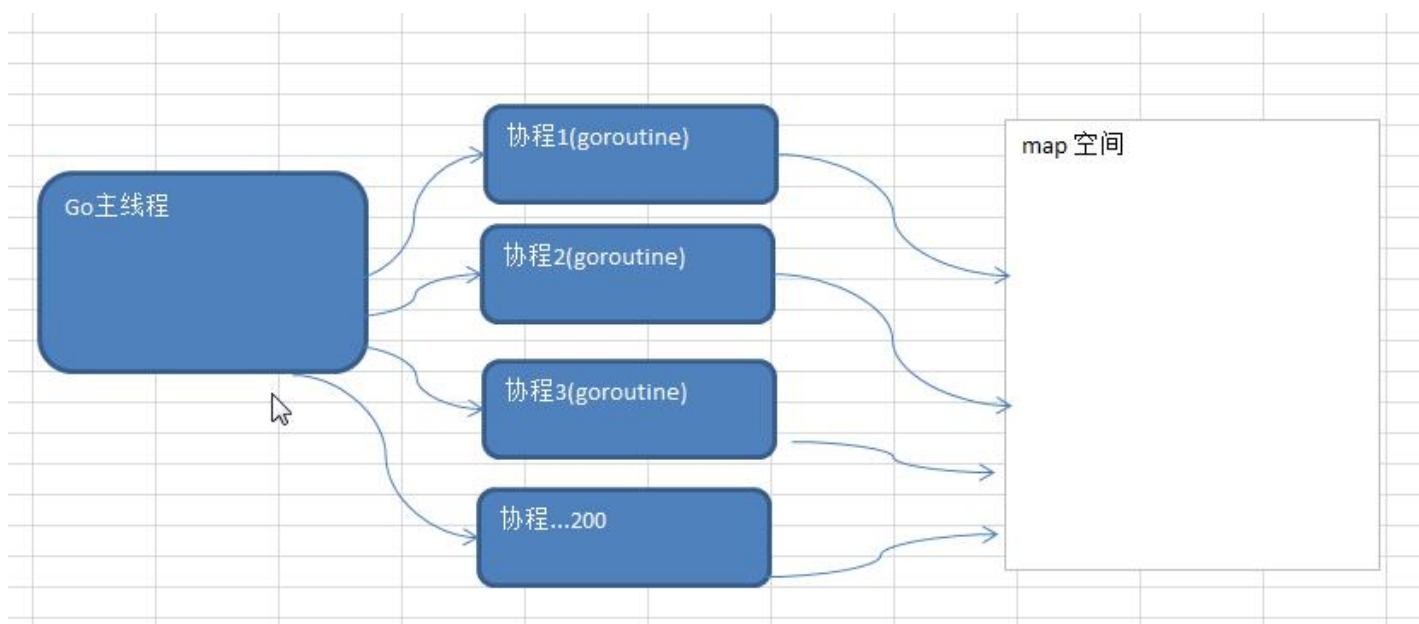 Go主线程
协程1(goroutine)
协程2(goroutine)
协程3(goroutine)
协程...200
map 空间